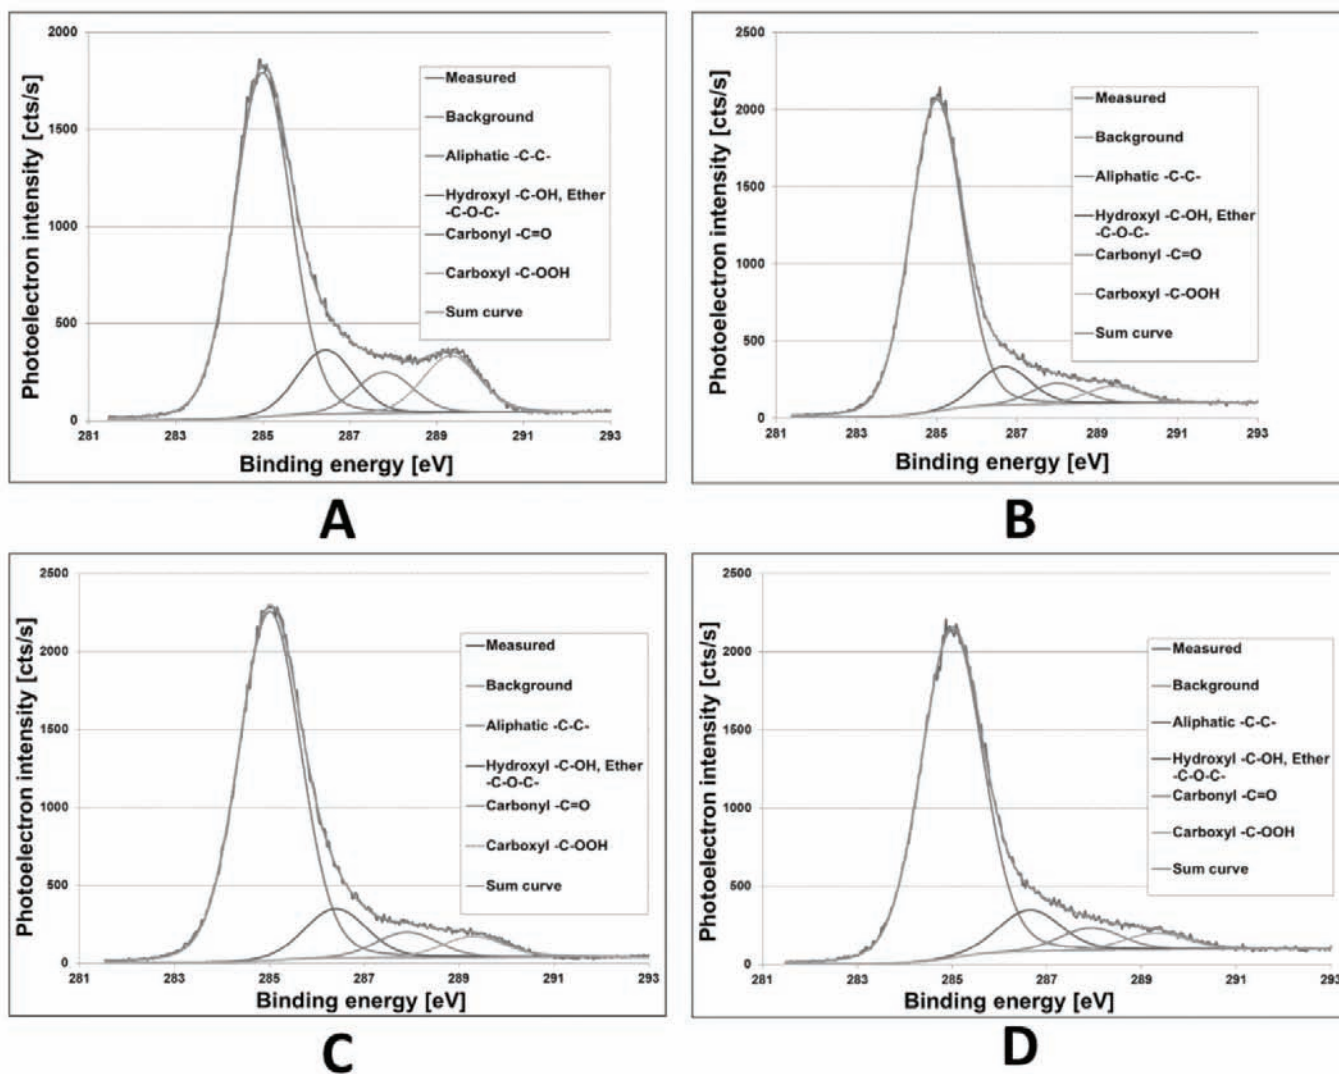 2000
1500
1000
500
0
281
283
285
287
289
291
293
Photoelectron intensity [cts/s]
Binding energy [eV]
Measured
Background
Aliphatic -C-C-
Hydroxyl -C-OH, Ether
-C-O-C-
Carbonyl -C=O
Carboxyl -C-OOH
Sum curve
A
2500
2000
1500
1000
500
0
281
283
285
287
289
291
293
Photoelectron intensity [cts/s]
Binding energy [eV]
Measured
Background
Aliphatic -C-C-
Hydroxyl -C-OH, Ether
-C-O-C-
Carbonyl -C=O
Carboxyl -C-OOH
Sum curve
B
2500
2000
1500
1000
500
0
281
283
285
287
289
291
293
Photoelectron intensity [cts/s]
Binding energy [eV]
Measured
Background
Aliphatic -C-C-
Hydroxyl -C-OH, Ether
-C-O-C-
Carbonyl -C=O
Carboxyl -C-OOH
Sum curve
C
2500
2000
1500
1000
500
0
281
283
285
287
289
291
293
Photoelectron intensity [cts/s]
Binding energy [eV]
Measured
Background
Aliphatic -C-C-
Hydroxyl -C-OH, Ether
-C-O-C-
Carbonyl -C=O
Carboxyl -C-OOH
Sum curve
D